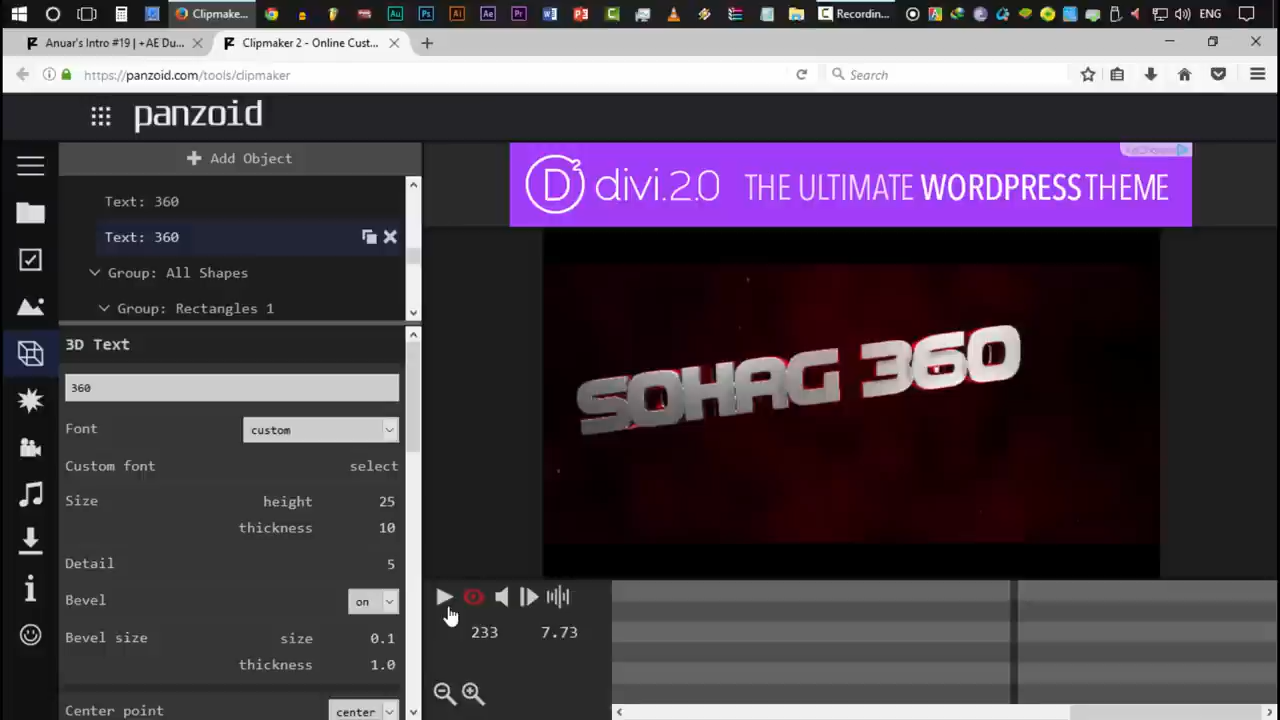 Clipmake...
Recordin...
ENG
Anuar's Intro #19 | +AE Du...
Clipmaker 2 - Online Cust...
https://panzoid.com/tools/clipmaker
Search
panzoid
Add Object
divi.2.0 THE ULTIMATE WORDPRESS THEME
Text: 360
Text: 360
Group: All Shapes
Group: Rectangles 1
3D Text
360
Font custom
Custom font select
Size height 25
thickness 10
Detail 5
Bevel on
Bevel size size 0.1
thickness 1.0
Center point center
SOHAG 360
233 7.73